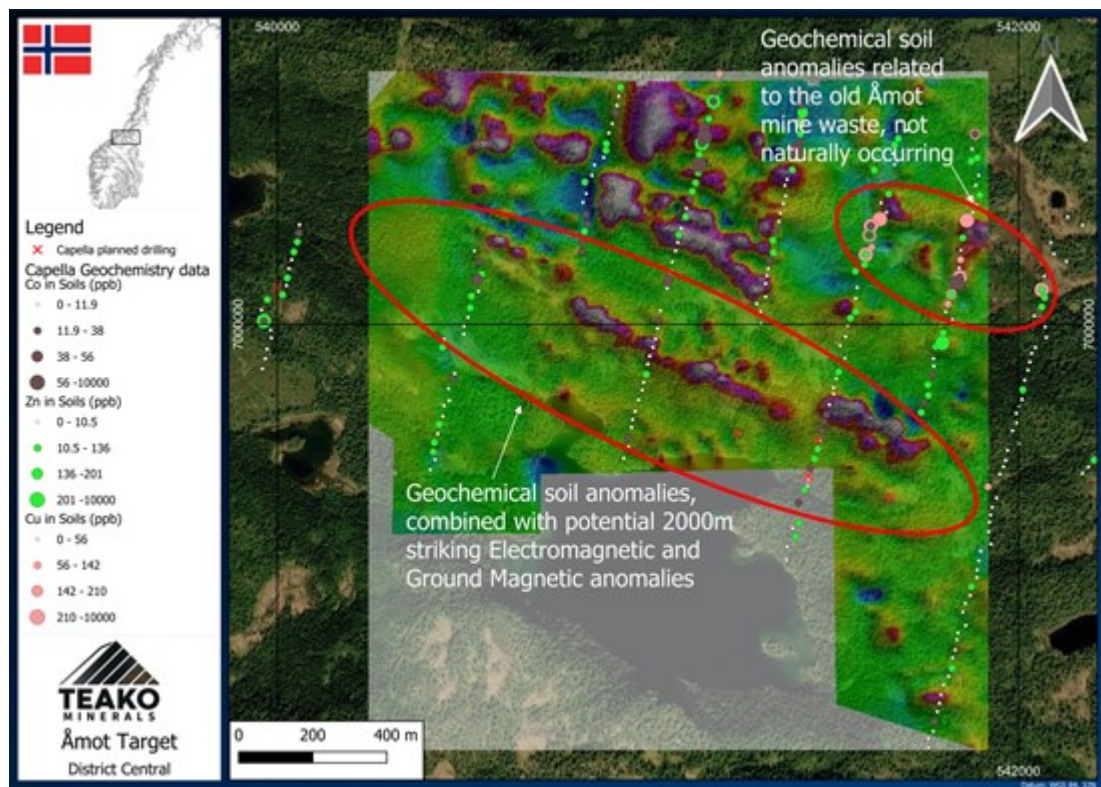 540000
542000
N
Geochemical soil
anomalies related
to the old Åmot
mine waste, not
naturally occurring
Legend
Capella planned drilling
Capella Geochemistry data
Co in Soils (ppb)
0 - 11.9
11.9 - 38
38 - 56
56 -10000
Zn in Soils (ppb)
0 - 10.5
10.5 - 136
136 -201
201 -10000
Cu in Soils (ppb)
0 - 56
56 - 142
142 - 210
210 -10000
7000000
7000000
Geochemical soil anomalies,
combined with potential 2000m
striking Electromagnetic and
Ground Magnetic anomalies
TEAKO
MINERALS
Åmot Target
District Central
0 200 400 m
542000